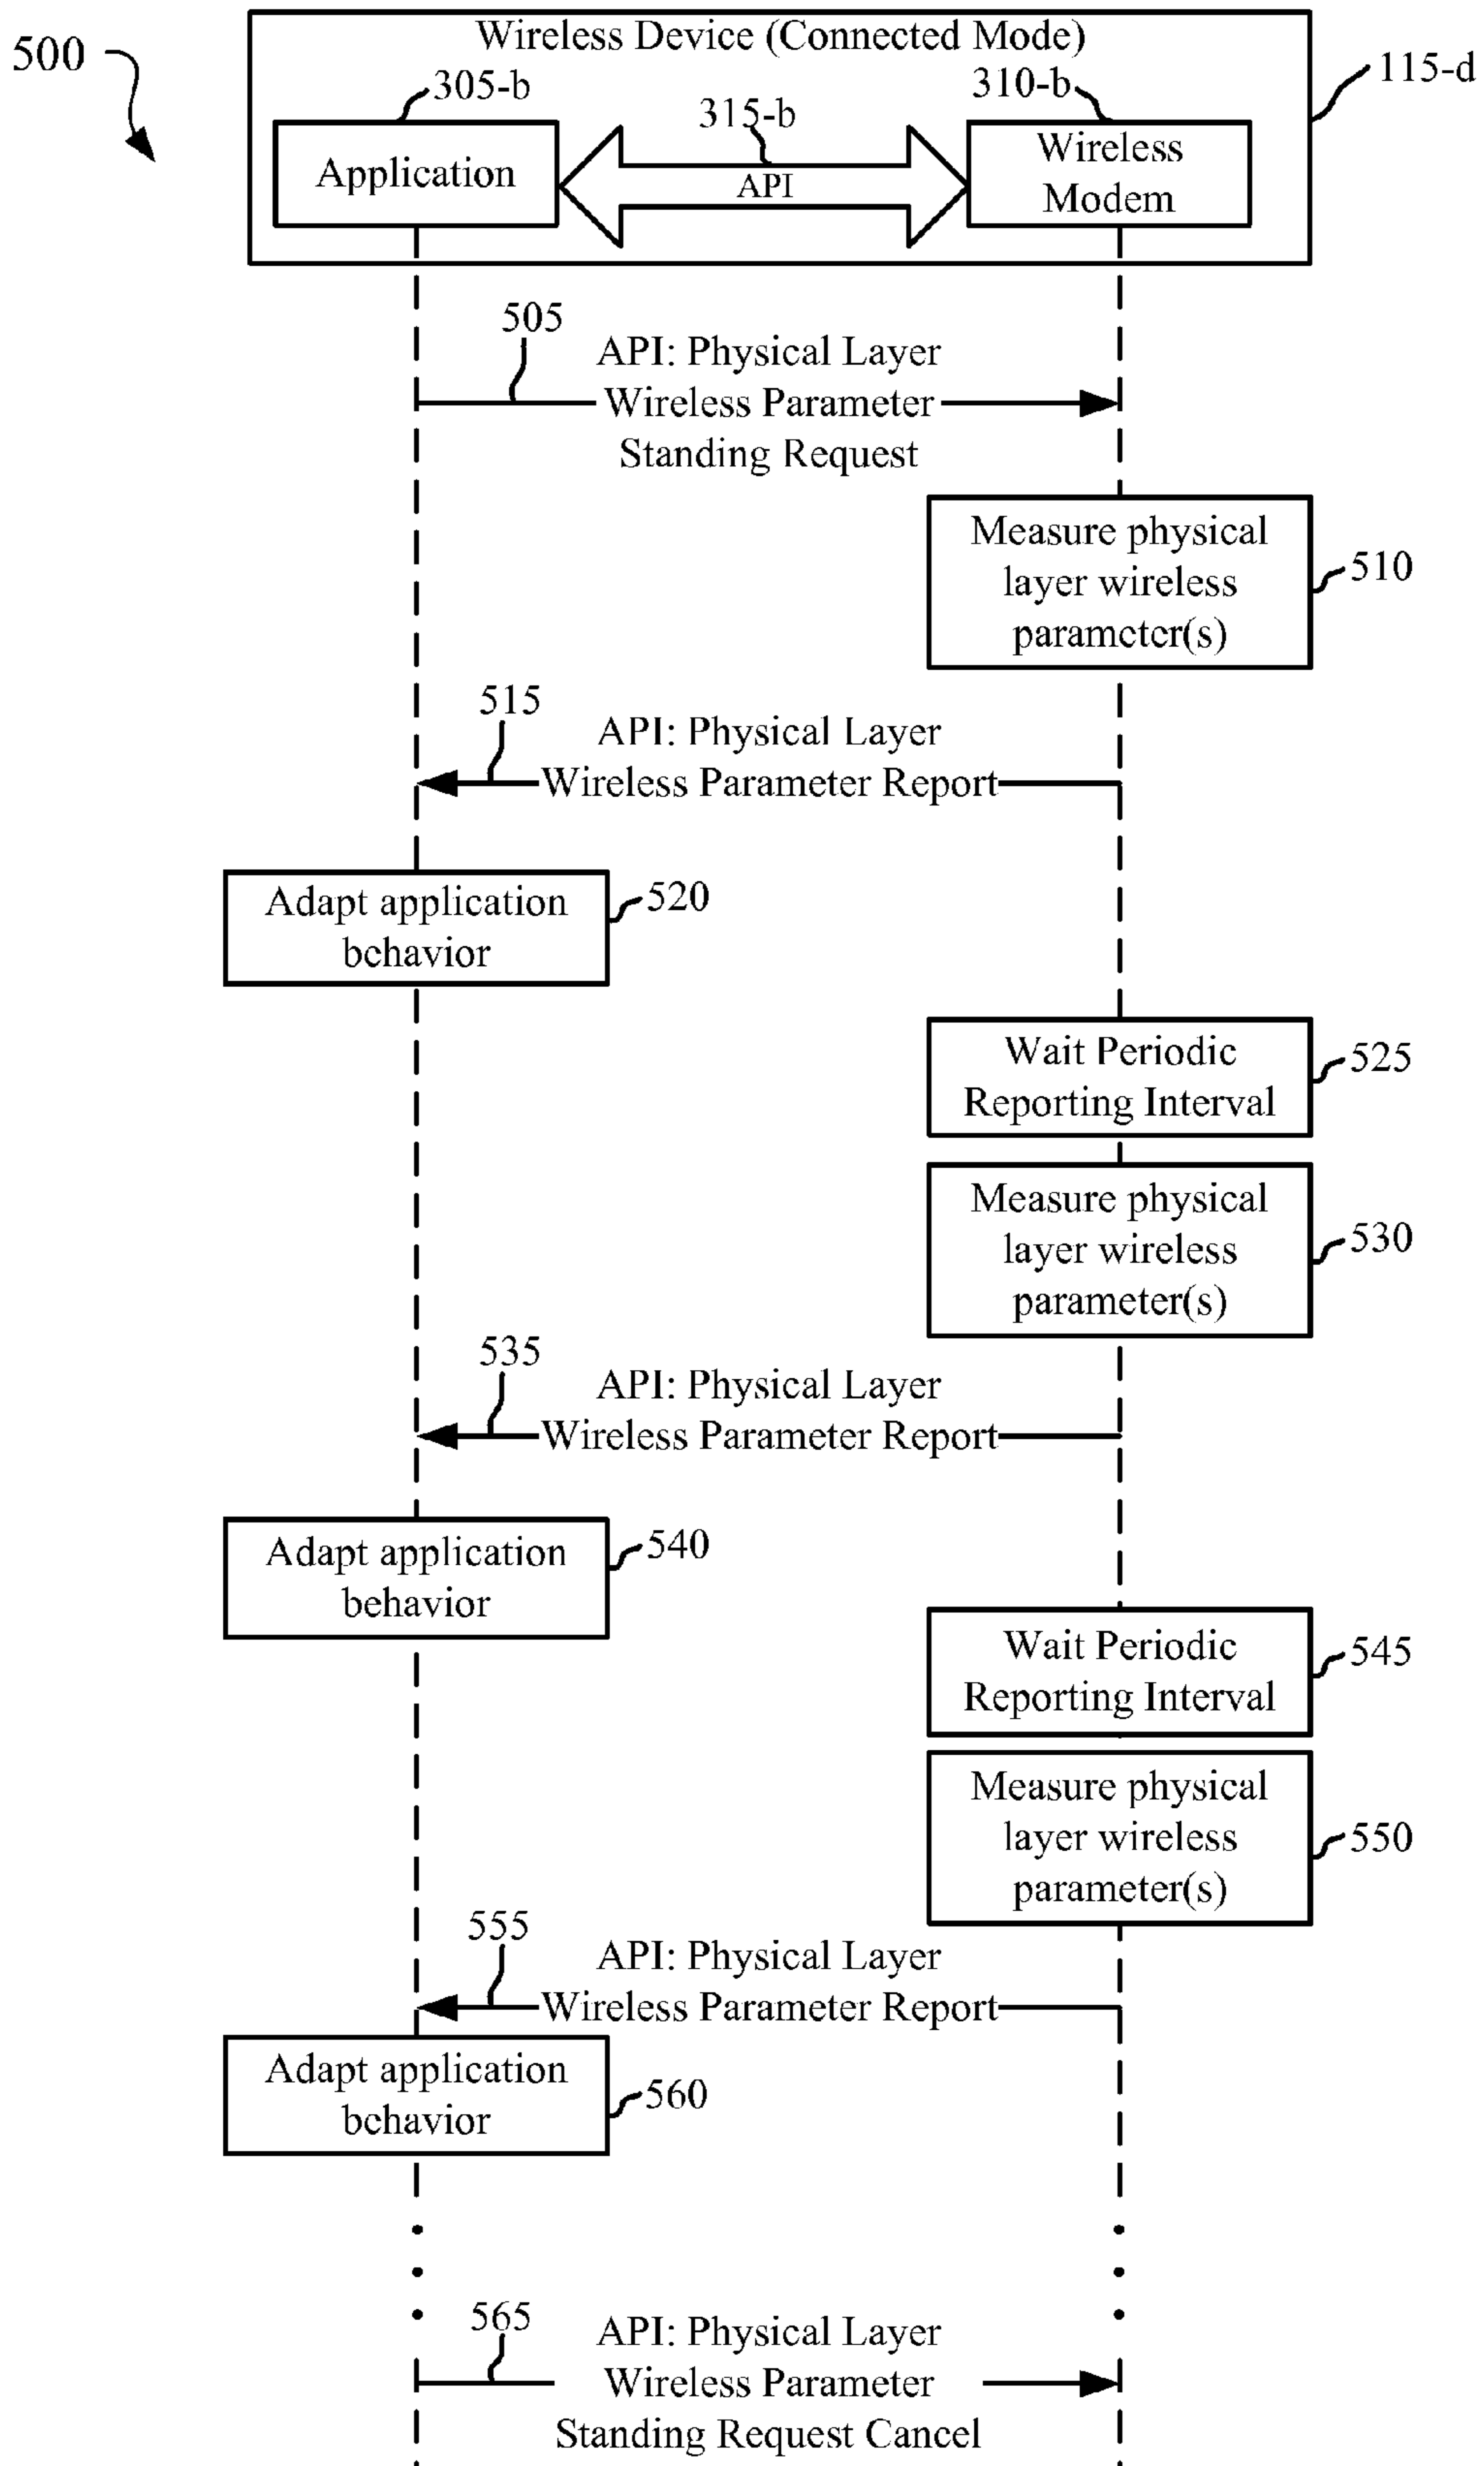 500
Wireless Device (Connected Mode)
115-d
305-b
315-b
310-b
Application
API
Wireless
Modem
505
API: Physical Layer
Wireless Parameter
Standing Request
Measure physical
layer wireless
parameter(s)
510
515
API: Physical Layer
Wireless Parameter Report
Adapt application
behavior
520
Wait Periodic
Reporting Interval
525
Measure physical
layer wireless
parameter(s)
530
535
API: Physical Layer
Wireless Parameter Report
Adapt application
behavior
540
Wait Periodic
Reporting Interval
545
Measure physical
layer wireless
parameter(s)
550
555
API: Physical Layer
Wireless Parameter Report
Adapt application
behavior
560
565
API: Physical Layer
Wireless Parameter
Standing Request Cancel